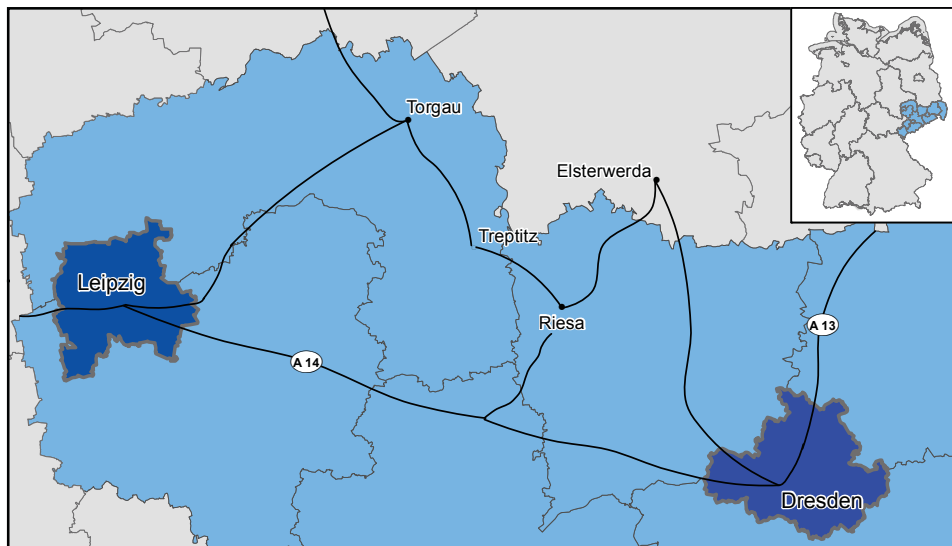 Torgau
Elsterwerda
Treptitz
Leipzig
Riesa
A 13
A 14
Dresden